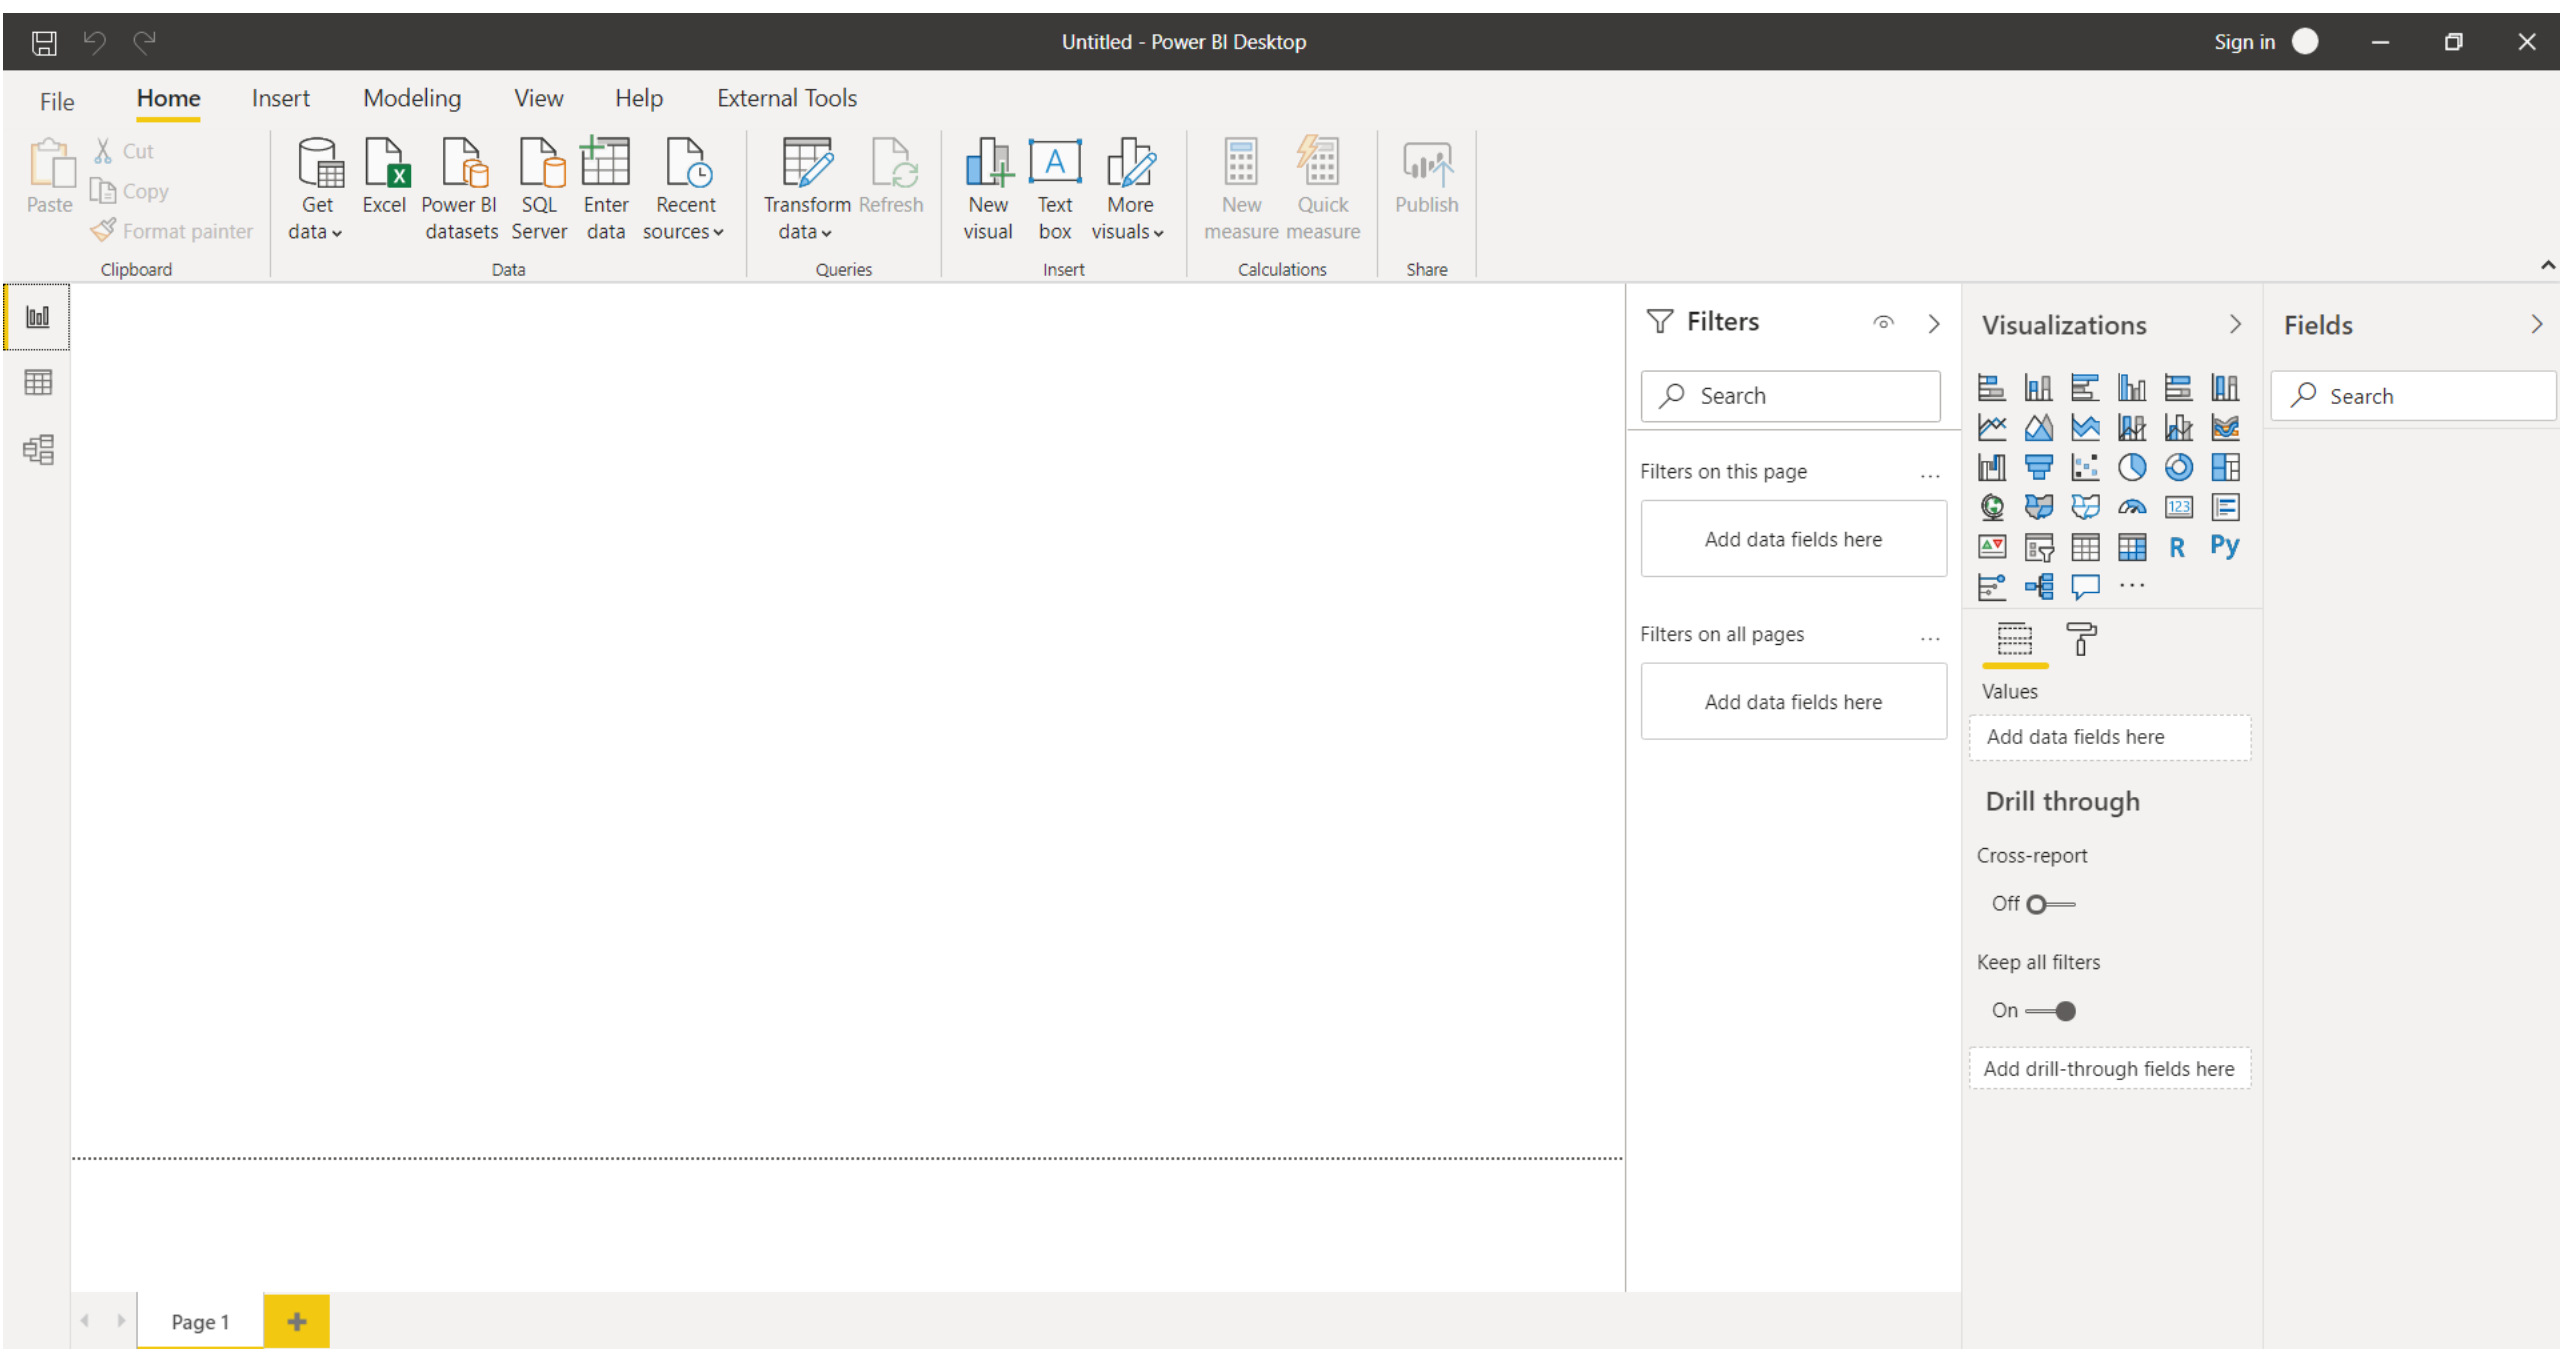 Untitled - Power BI Desktop
Sign in
File
Home
Insert
Modeling
View
Help
External Tools
Paste
Cut
Copy
Format painter
Clipboard
Get
data
Excel
Power BI
datasets
SQL
Server
Enter
data
Recent
sources
Data
Transform
data
Refresh
Queries
New
visual
A
Text
box
More
visuals
Insert
New
measure
Quick
measure
Calculations
Publish
Share
Filters
Search
Filters on this page
...
Add data fields here
Filters on all pages
...
Add data fields here
Visualizations
123
R
Py
...
Values
Add data fields here
Drill through
Cross-report
Off
Keep all filters
On
Add drill-through fields here
Fields
Search
Page 1